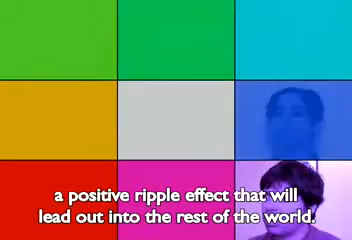 a positive ripple effect that will
lead out into the rest of the world.